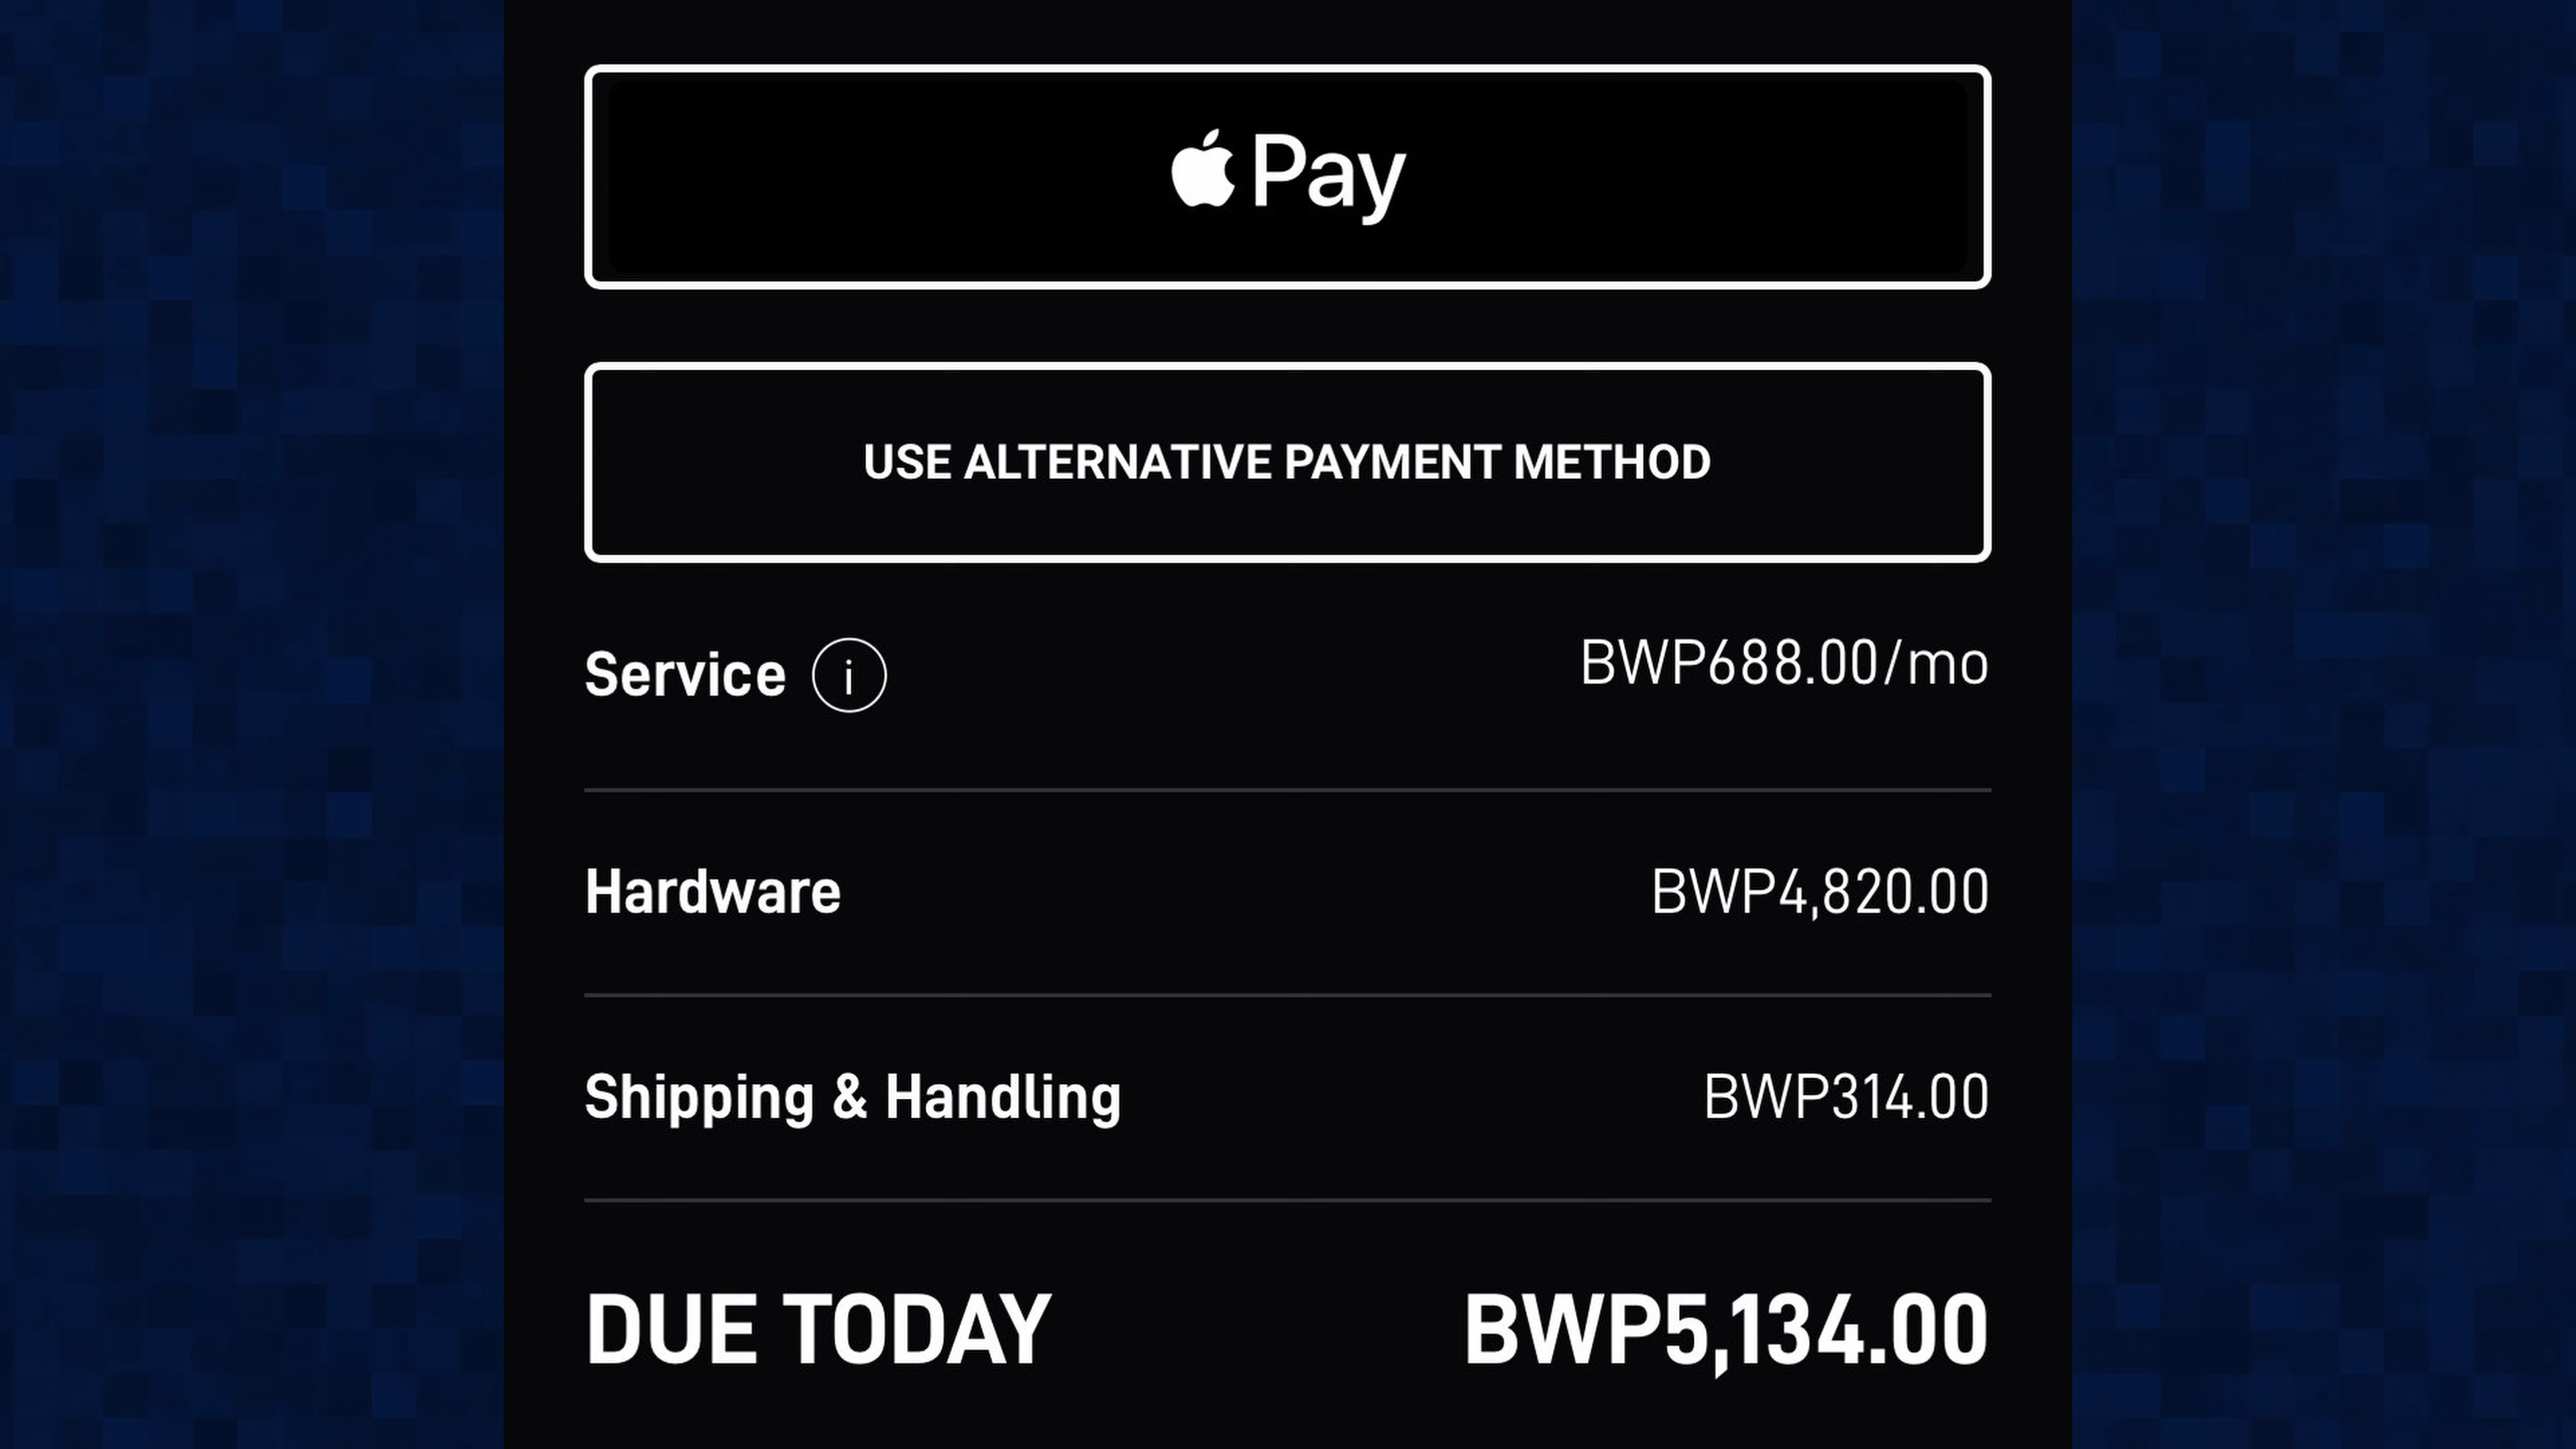 Pay
USE ALTERNATIVE PAYMENT METHOD
Service i BWP688.00/mo
Hardware BWP4,820.00
Shipping & Handling BWP314.00
DUE TODAY BWP5,134.00